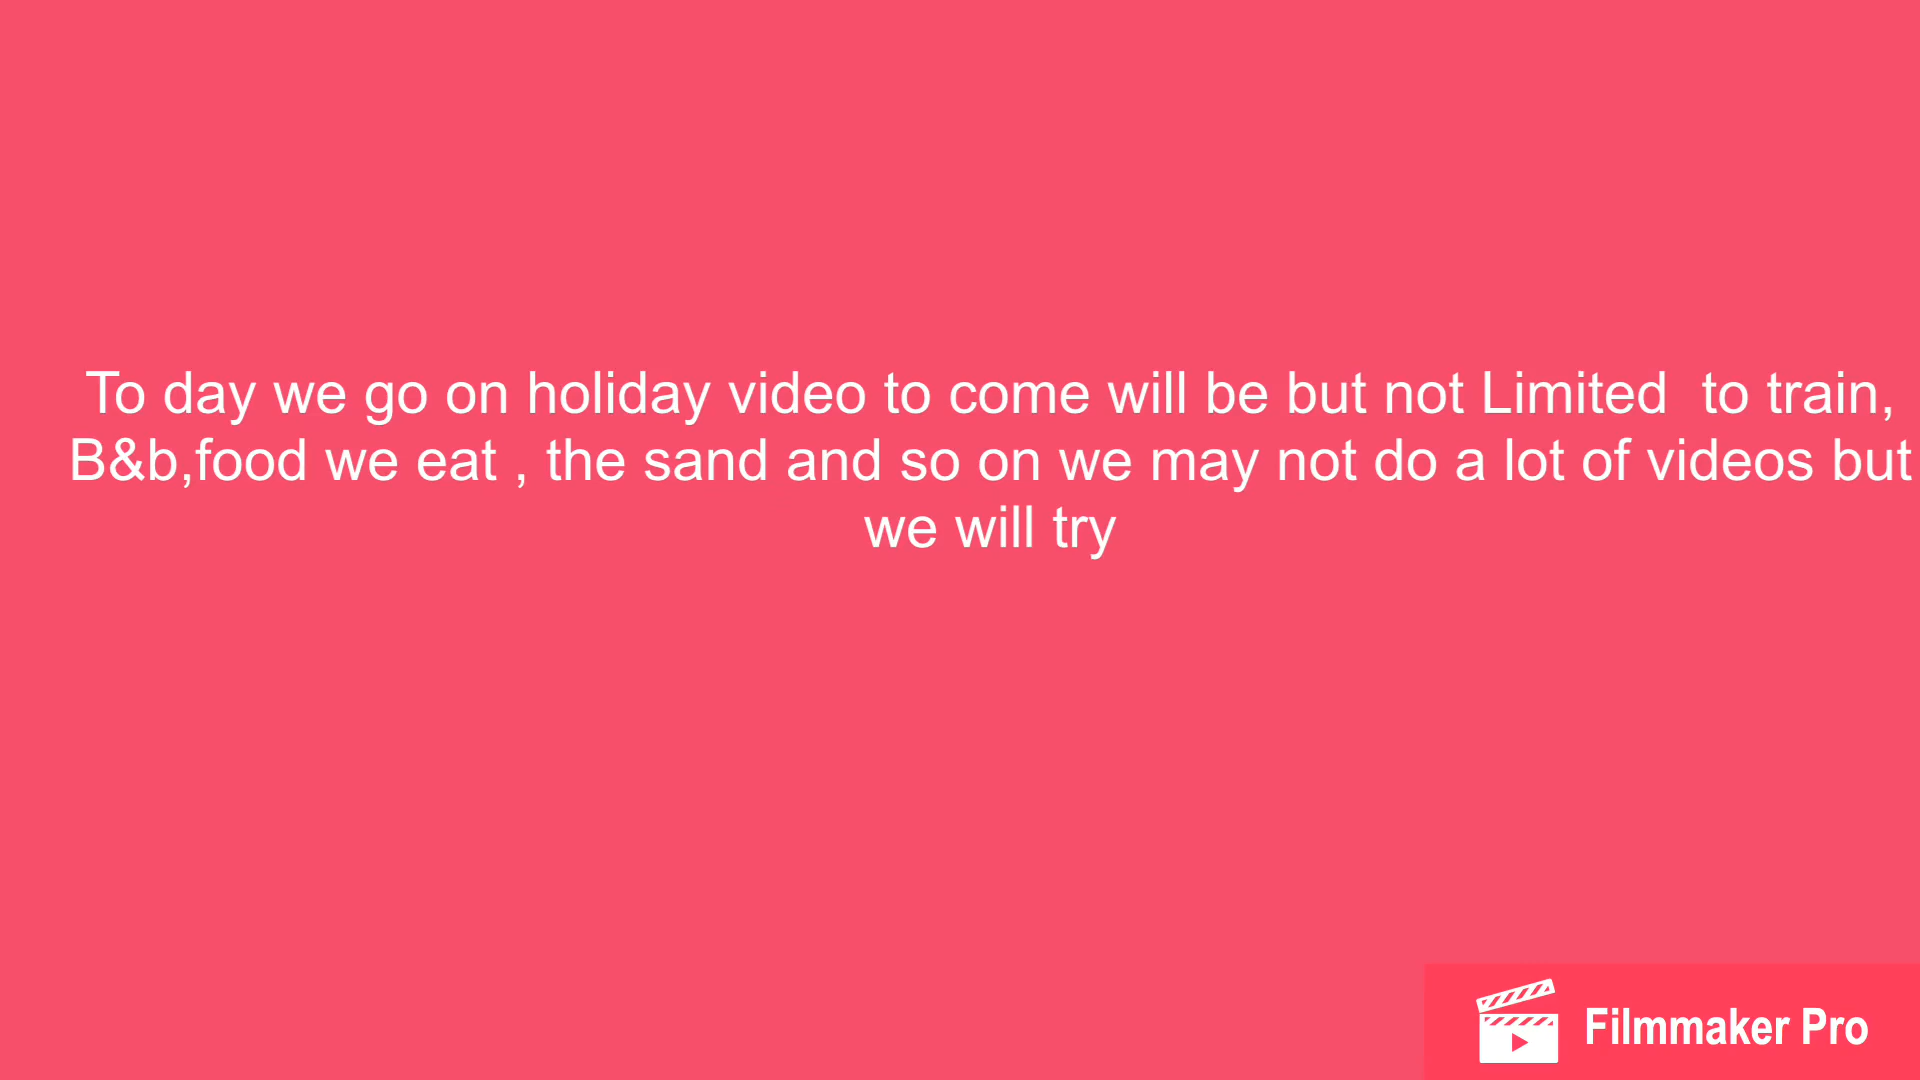 To day we go on holiday video to come will be but not Limited  to train,
B&b,food we eat , the sand and so on we may not do a lot of videos but
we will try
Filmmaker Pro